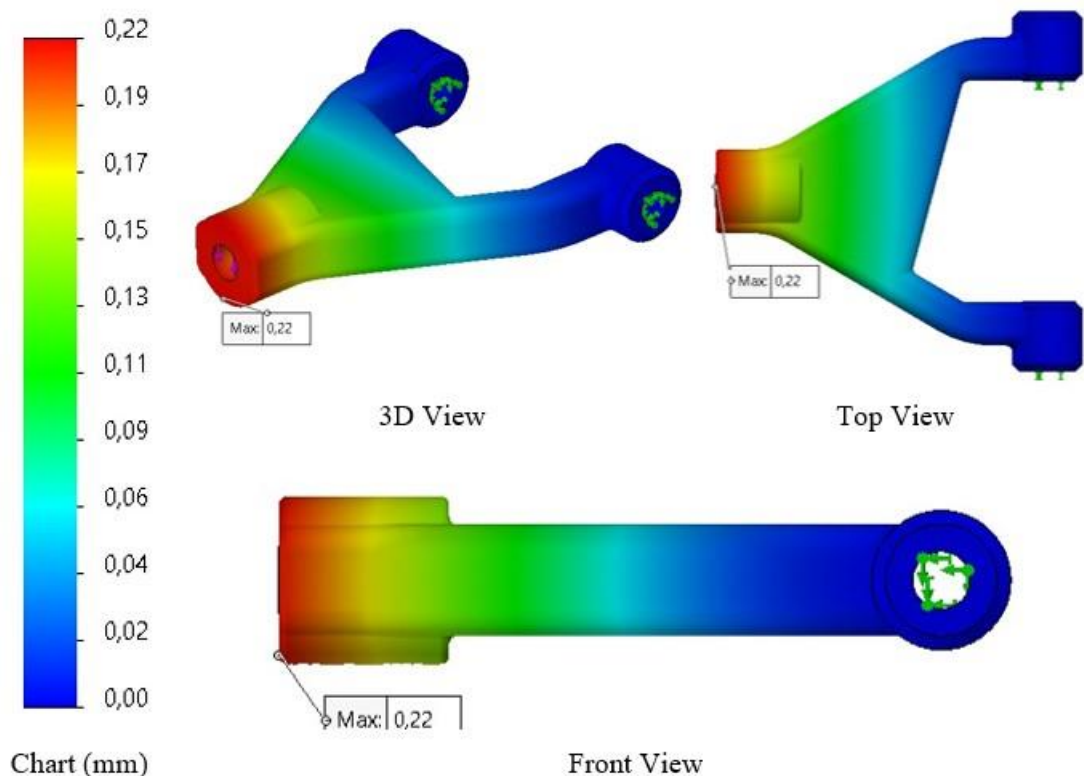 0,22
0,19
0,17
0,15
0,13
0,11
0,09
0,06
0,04
0,02
0,00
Chart (mm)
Max: 0,22
3D View
Max: 0,22
Top View
Max: 0,22
Front View